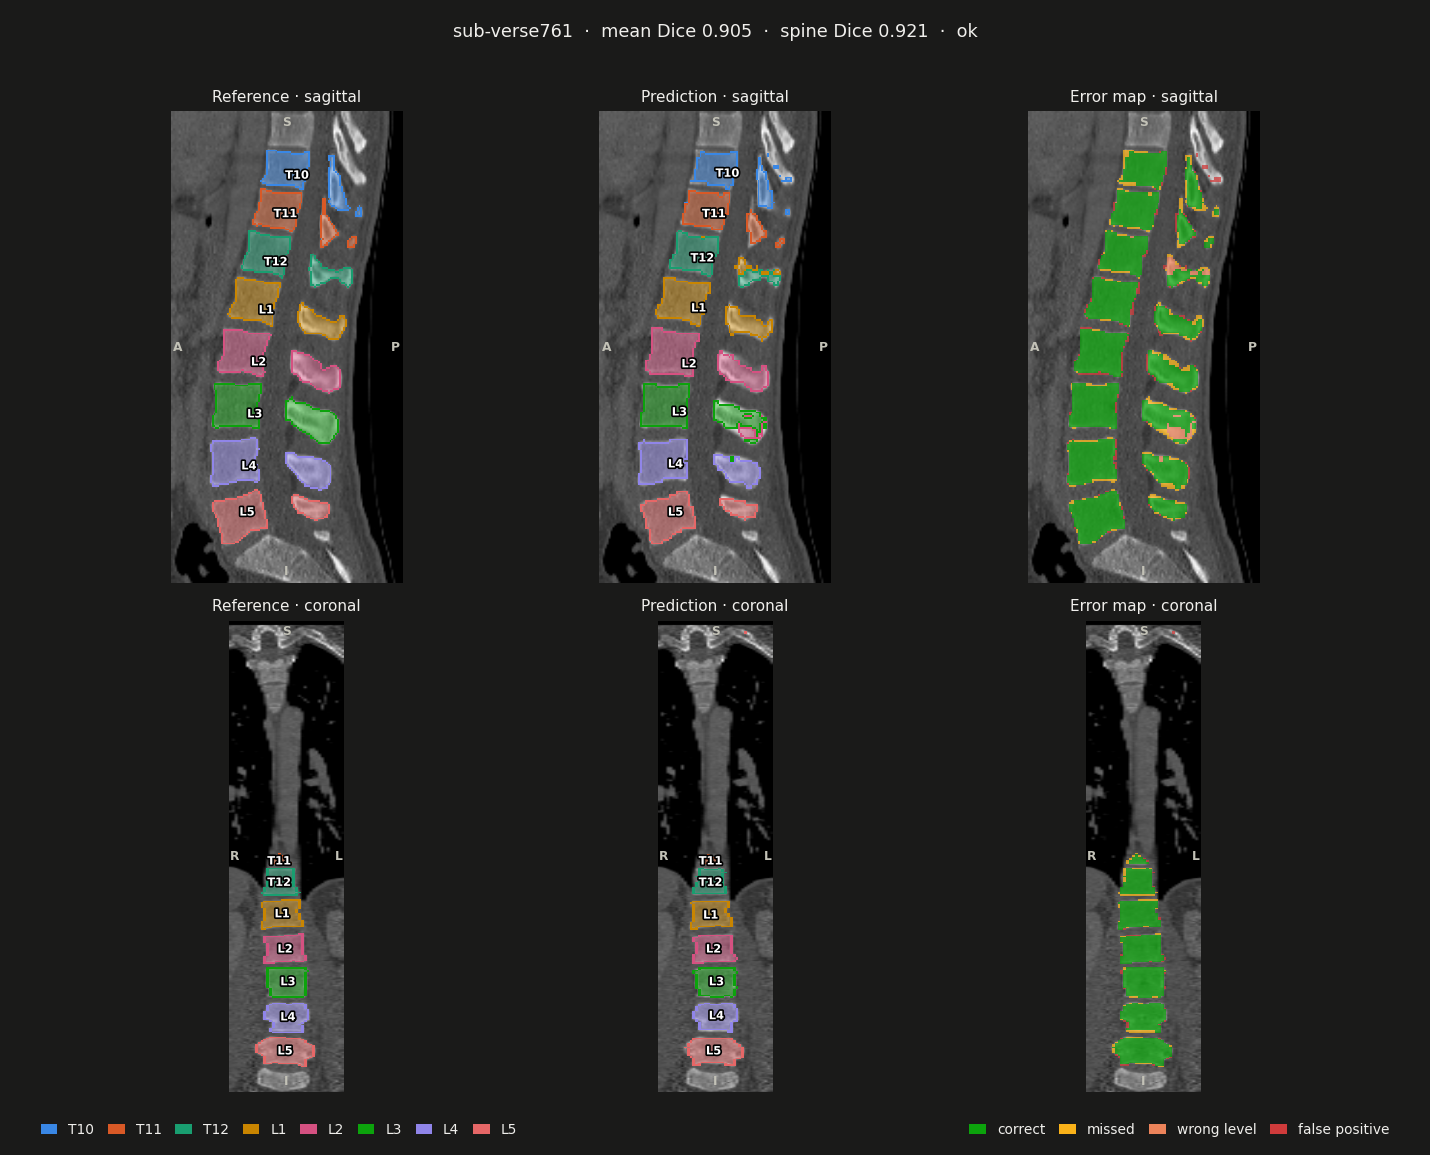 sub-verse761 · mean Dice 0.905 · spine Dice 0.921 · ok
Reference · sagittal
Prediction · sagittal
Error map · sagittal
S
T10
T11
T12
L1
L2
L3
L4
L5
A
P
I
S
T10
T11
T12
L1
L2
L3
L4
L5
A
P
I
S
A
P
I
Reference · coronal
Prediction · coronal
Error map · coronal
S
R
L
T11
T12
L1
L2
L3
L4
L5
I
S
R
L
T11
T12
L1
L2
L3
L4
L5
I
S
R
L
I
T10 T11 T12 L1 L2 L3 L4 L5
correct missed wrong level false positive